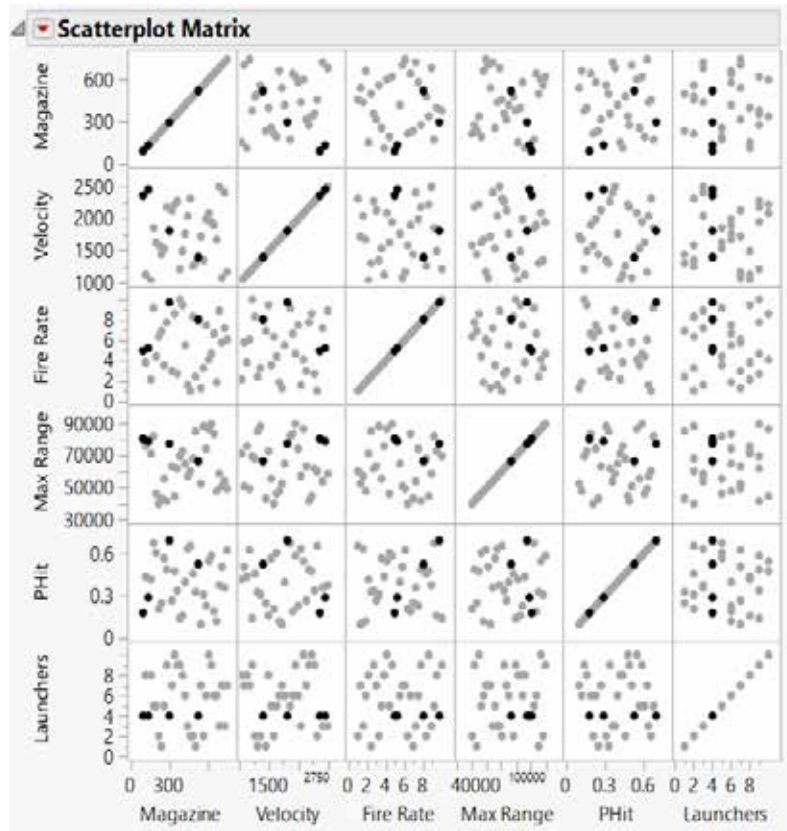 Scatterplot Matrix
Magazine
600
300
0
Velocity
2500
2000
1500
1000
Fire Rate
8
6
4
2
0
Max Range
90000
70000
50000
30000
PHit
0.6
0.3
0
Launchers
8
6
4
2
0
0 300
1500 2750
0 2 4 6 8
40000 100000
0 0.3 0.6
0 2 4 6 8
Magazine Velocity Fire Rate Max Range PHit Launchers